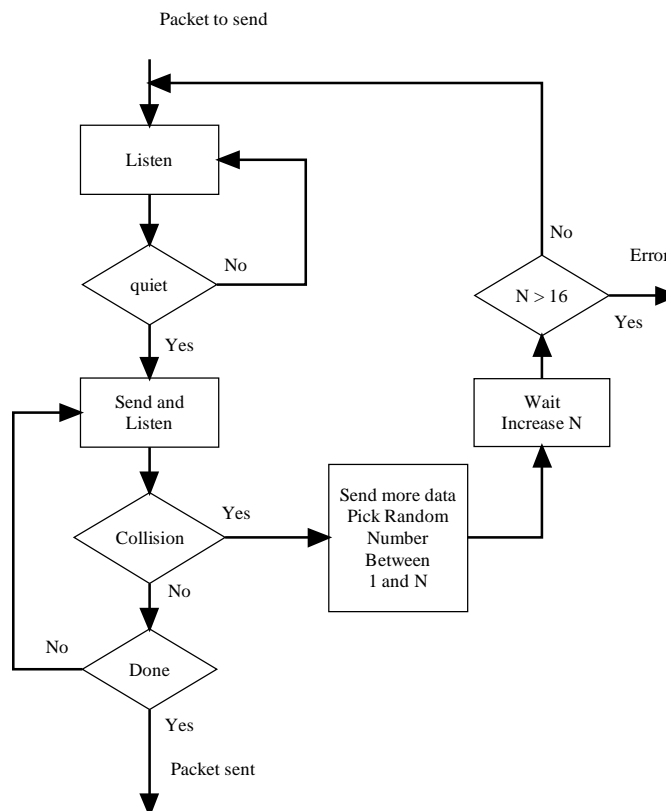 Packet to send
Listen
No
quiet
Yes
Send and
Listen
Collision
Yes
No
No
Done
Yes
Packet sent
Send more data
Pick Random
Number
Between
1 and N
Wait
Increase N
No
N > 16
Error
Yes